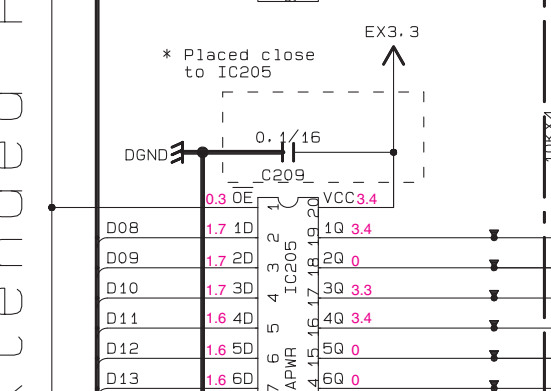 EX3.3
* Placed close
to IC205
0.1/16
DGND
C209
0.3 OE 1 20 VCC 3.4
D08 1.7 1D 2 19 1Q 3.4
D09 1.7 2D 3 18 2Q 0
D10 1.7 3D 4 17 3Q 3.3
D11 1.6 4D 5 16 4Q 3.4
D12 1.6 5D 6 15 5Q 0
D13 1.6 6D 7 6Q 0
IC205
APWR